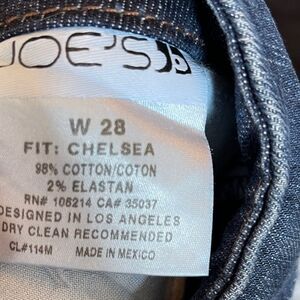 JOE'S
W 28
FIT: CHELSEA
98% COTTON/COTON
2% ELASTAN
RN# 106214 CA# 35037
DESIGNED IN LOS ANGELES
DRY CLEAN RECOMMENDED
CL#114M MADE IN MEXICO